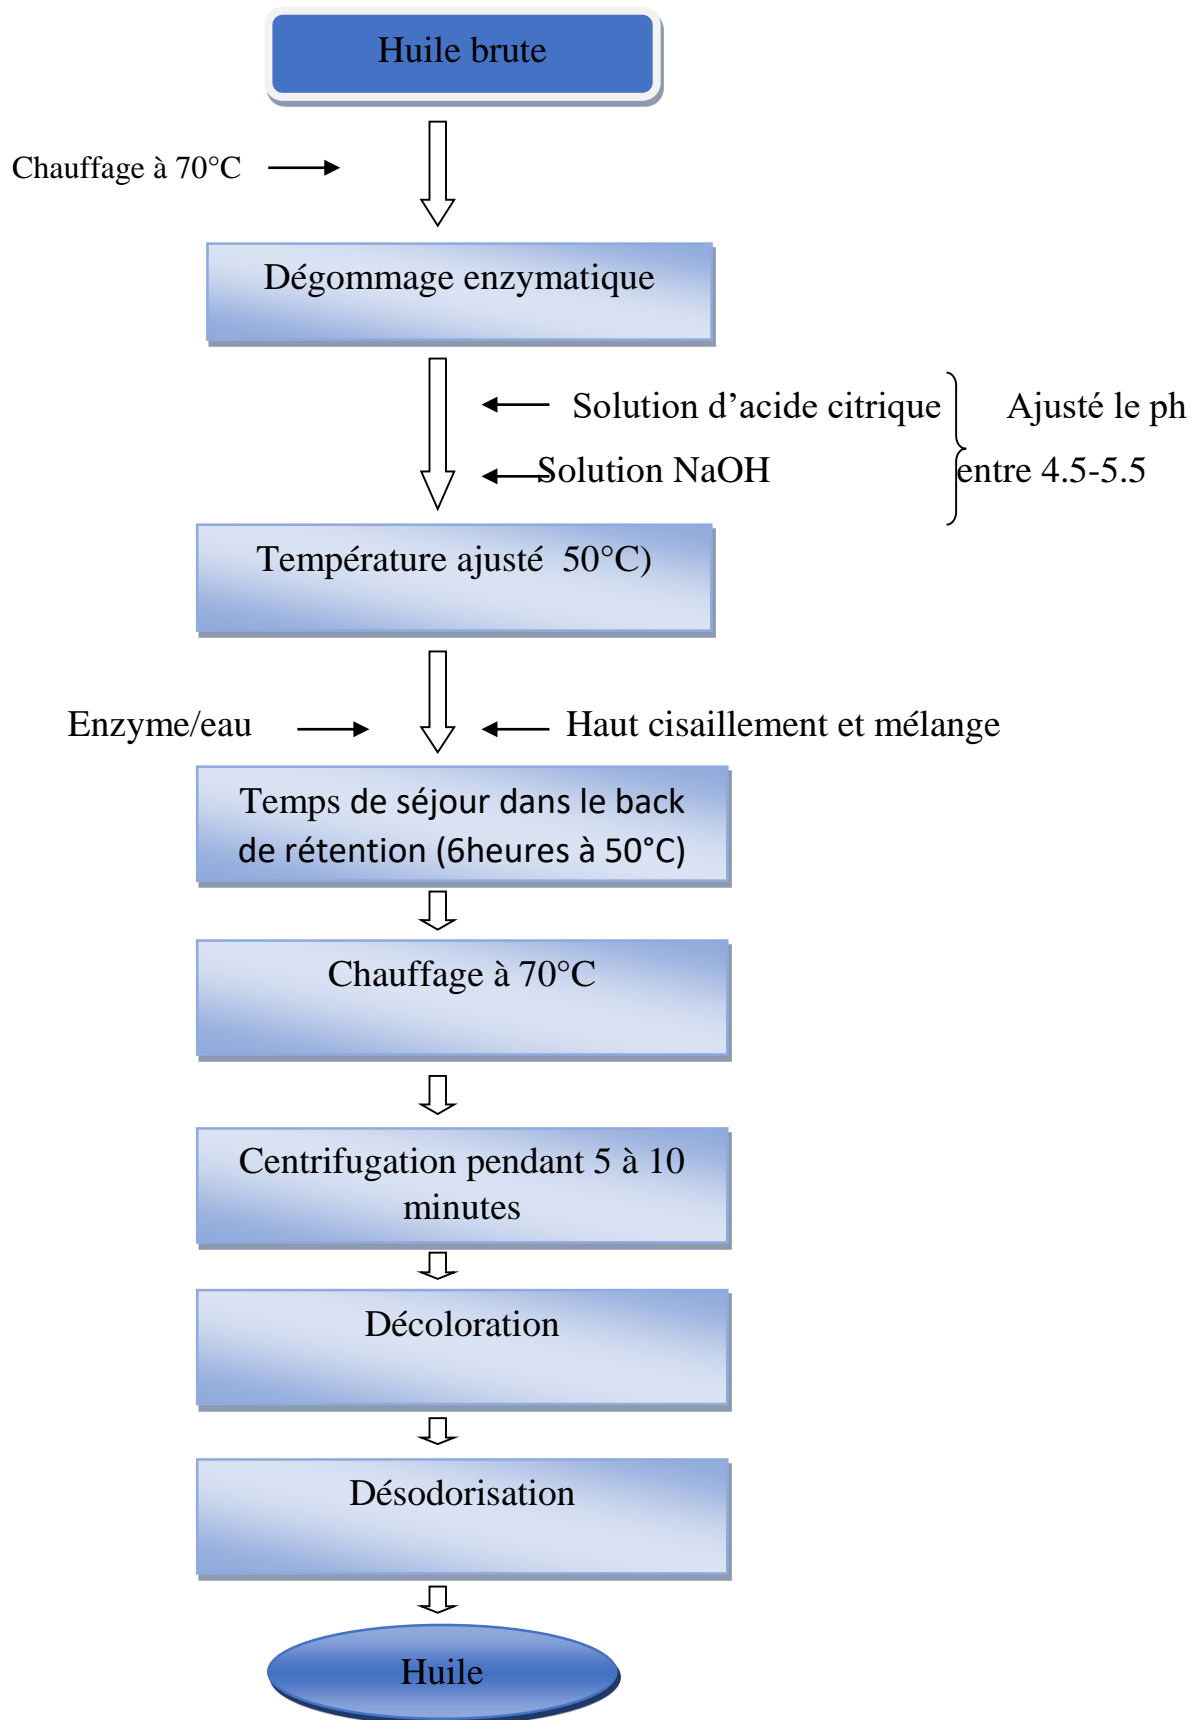 Huile brute
Chauffage à 70°C
Dégommage enzymatique
Solution d’acide citrique
Ajusté le ph
Solution NaOH
entre 4.5-5.5
Température ajusté  50°C)
Enzyme/eau
Haut cisaillement et mélange
Temps de séjour dans le back
de rétention (6heures à 50°C)
Chauffage à 70°C
Centrifugation pendant 5 à 10
minutes
Décoloration
Désodorisation
Huile